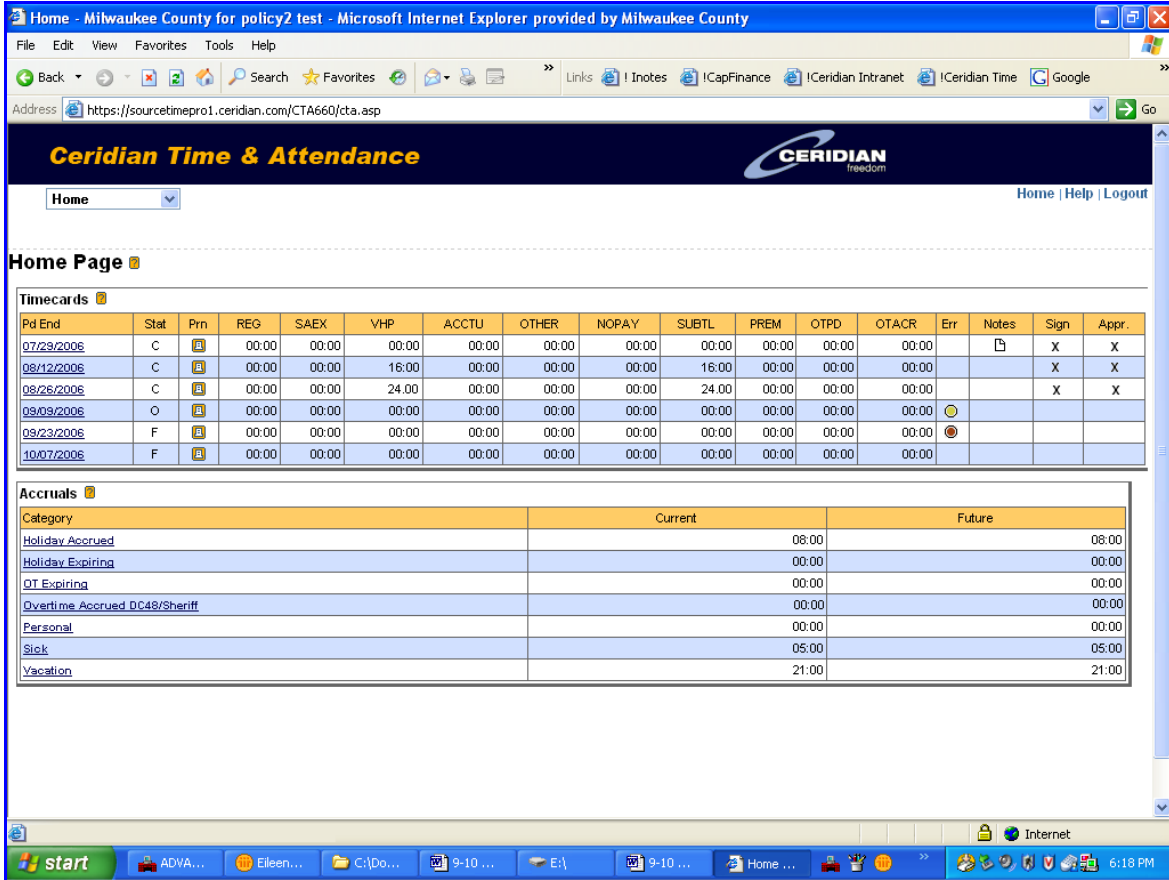 Home - Milwaukee County for policy2 test - Microsoft Internet Explorer provided by Milwaukee County
File Edit View Favorites Tools Help
Back Search Favorites » Links ! Inotes !CapFinance !Ceridian Intranet !Ceridian Time Google »
Address https://sourcetimepro1.ceridian.com/CTA660/cta.asp Go
Ceridian Time & Attendance CERIDIAN
freedom
Home Home | Help | Logout
Home Page ?
Timecards ?
Pd End Stat Prn REG SAEX VHP ACCTU OTHER NOPAY SUBTL PREM OTPD OTACR Err Notes Sign Appr.
07/29/2006 C 00:00 00:00 00:00 00:00 00:00 00:00 00:00 00:00 00:00 00:00 X X
08/12/2006 C 00:00 00:00 16:00 00:00 00:00 00:00 16:00 00:00 00:00 00:00 X X
08/26/2006 C 00:00 00:00 24.00 00:00 00:00 00:00 24.00 00:00 00:00 00:00 X X
09/09/2006 O 00:00 00:00 00:00 00:00 00:00 00:00 00:00 00:00 00:00 00:00
09/23/2006 F 00:00 00:00 00:00 00:00 00:00 00:00 00:00 00:00 00:00 00:00
10/07/2006 F 00:00 00:00 00:00 00:00 00:00 00:00 00:00 00:00 00:00 00:00
Accruals ?
Category Current Future
Holiday Accrued 08:00 08:00
Holiday Expiring 00:00 00:00
OT Expiring 00:00 00:00
Overtime Accrued DC48/Sheriff 00:00 00:00
Personal 00:00 00:00
Sick 05:00 05:00
Vacation 21:00 21:00
Internet
start ADVA... Eileen... C:\Do... 9-10 ... E:\ 9-10 ... Home ... » 6:18 PM